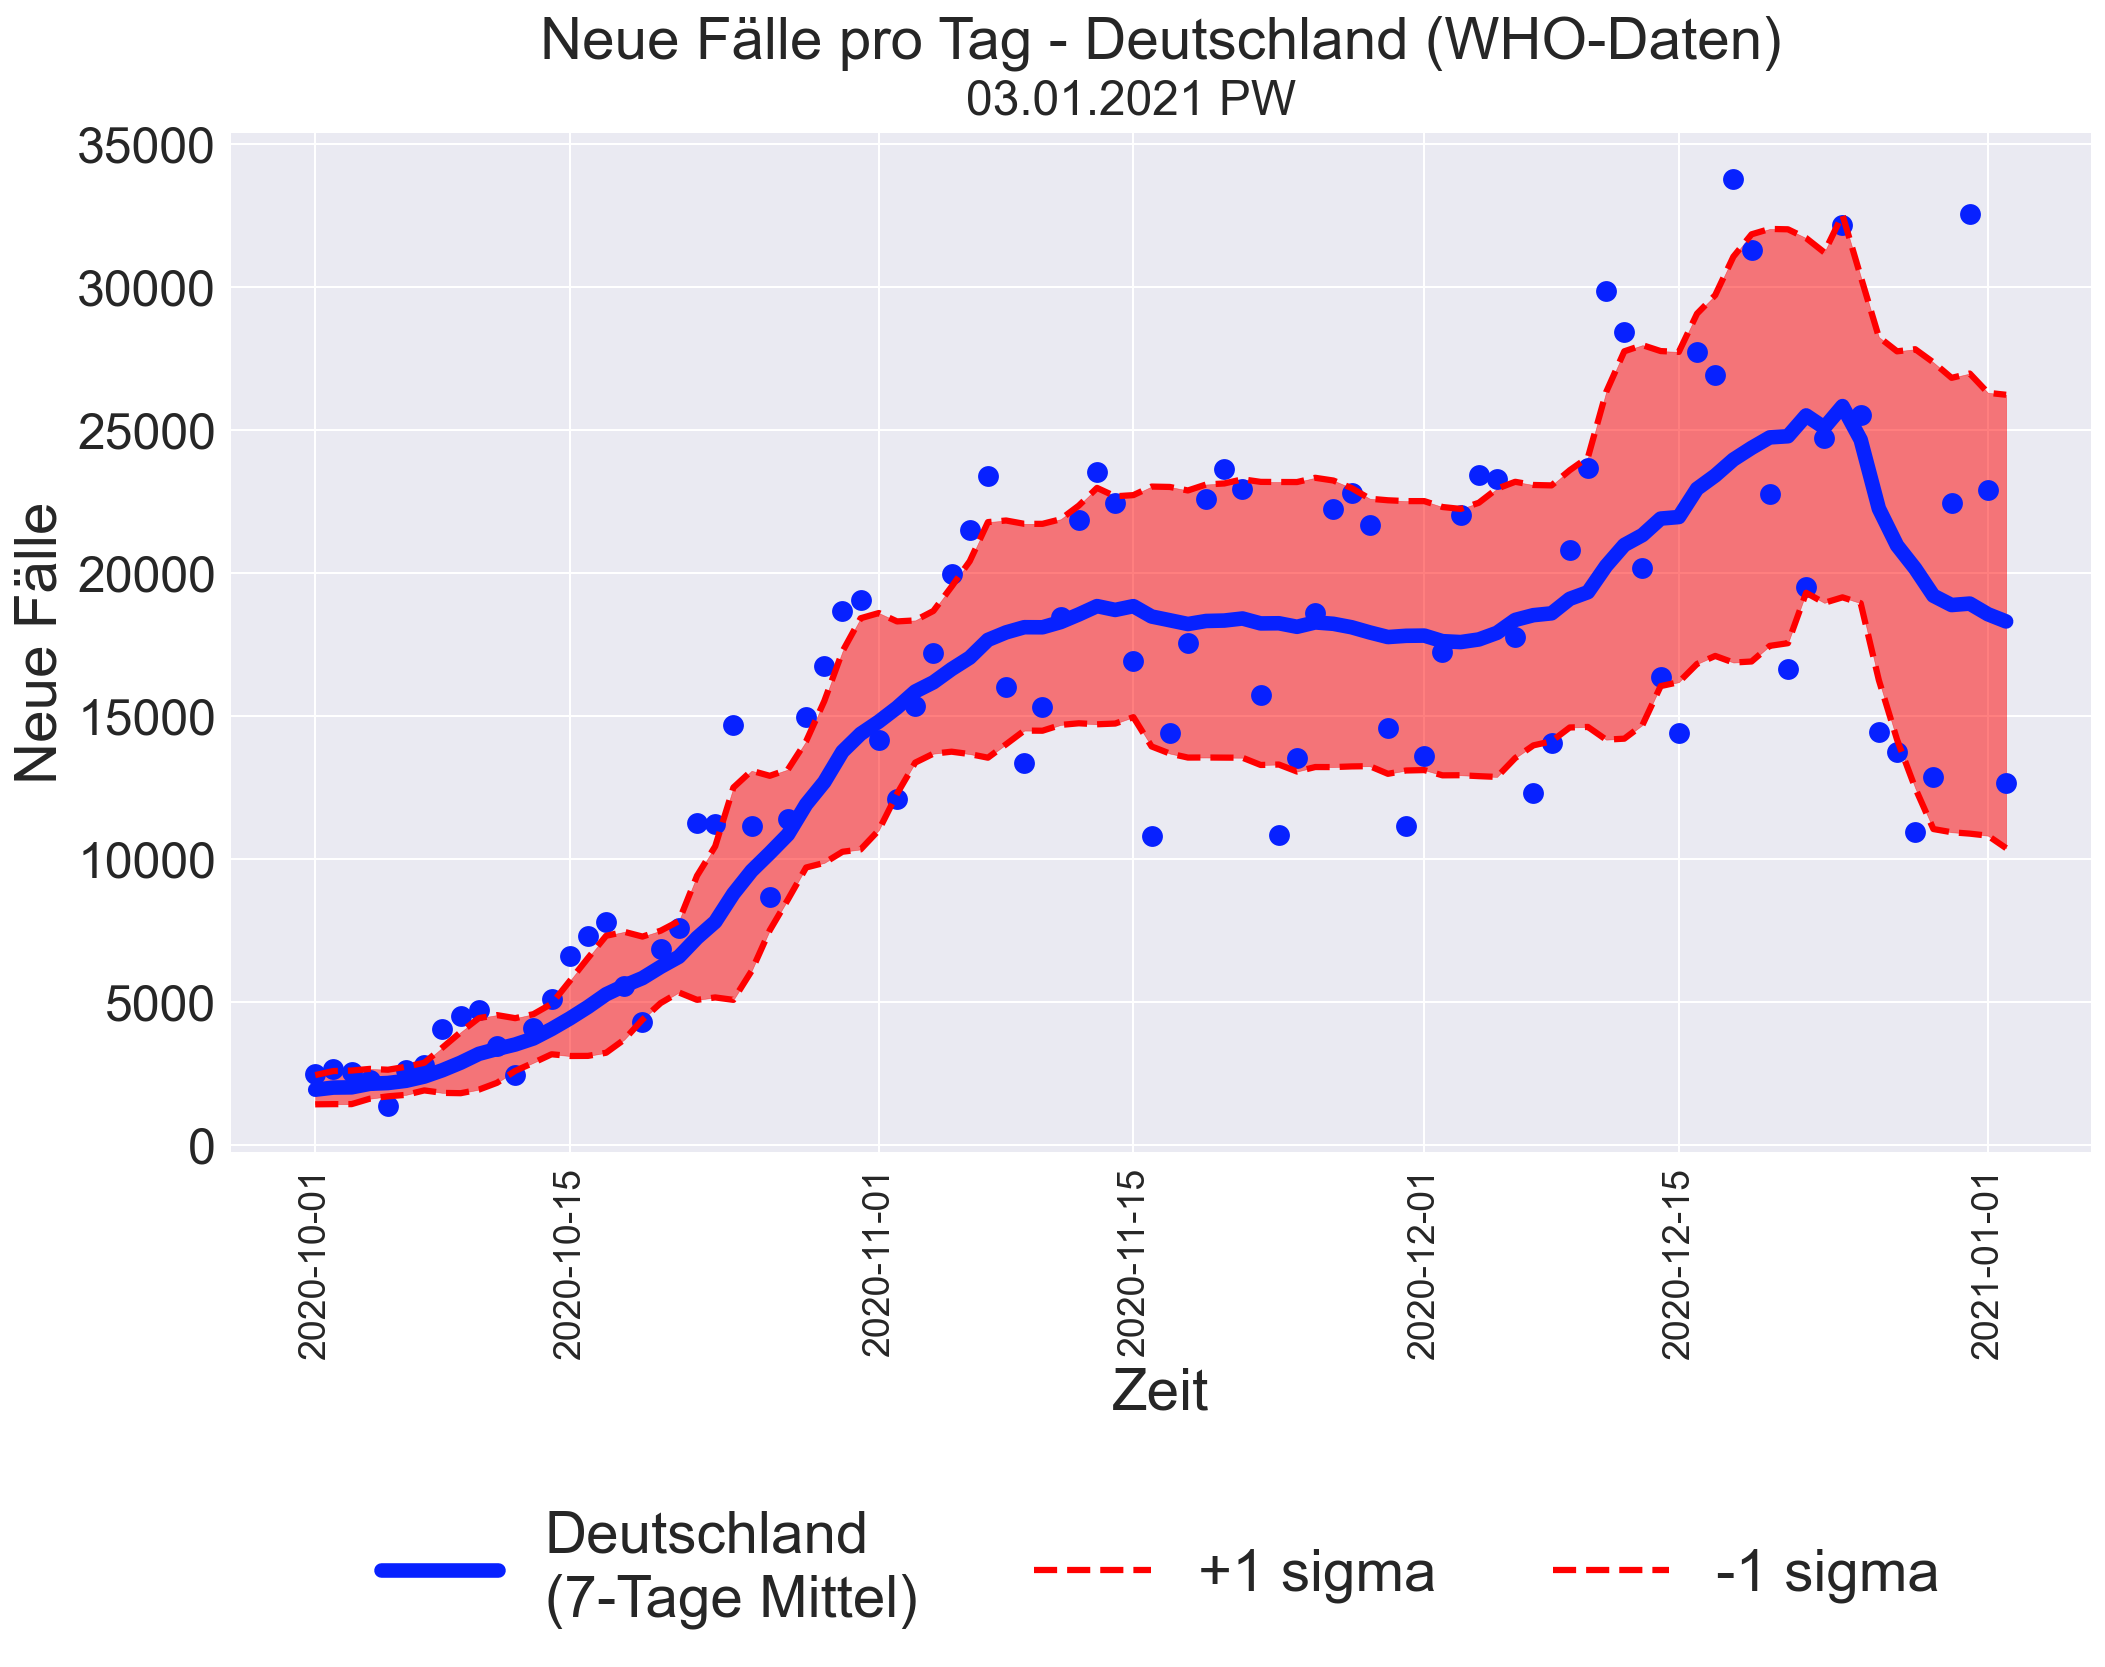 Neue Fälle pro Tag - Deutschland (WHO-Daten)
03.01.2021 PW
Neue Fälle
35000
30000
25000
20000
15000
10000
5000
0
2020-10-01
2020-10-15
2020-11-01
2020-11-15
2020-12-01
2020-12-15
2021-01-01
Zeit
Deutschland
(7-Tage Mittel)
+1 sigma
-1 sigma